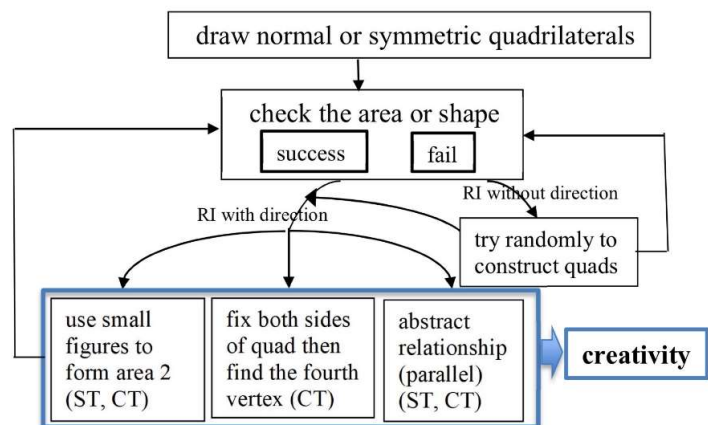 draw normal or symmetric quadrilaterals
check the area or shape
success
fail
RI without direction
RI with direction
try randomly to
construct quads
use small
figures to
form area 2
(ST, CT)
fix both sides
of quad then
find the fourth
vertex (CT)
abstract
relationship
(parallel)
(ST, CT)
creativity